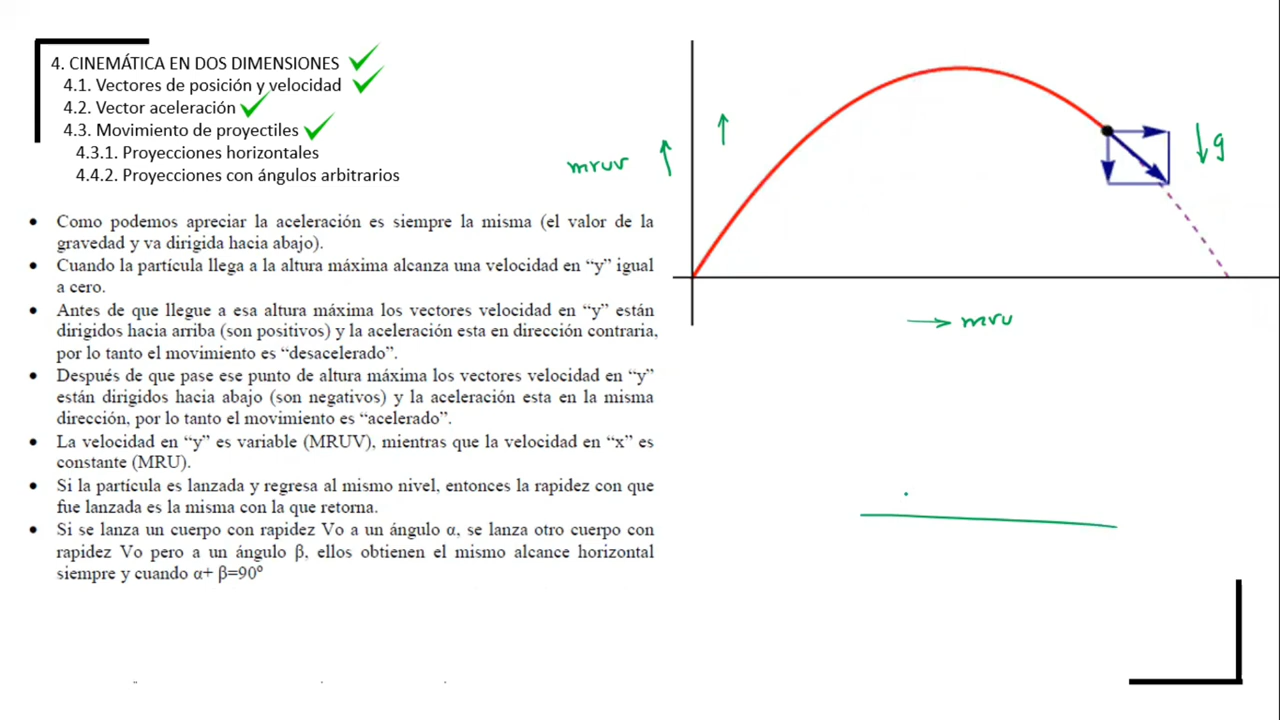 4. CINEMÁTICA EN DOS DIMENSIONES
4.1. Vectores de posición y velocidad
4.2. Vector aceleración
4.3. Movimiento de proyectiles
4.3.1. Proyecciones horizontales
4.4.2. Proyecciones con ángulos arbitrarios
• Como podemos apreciar la aceleración es siempre la misma (el valor de la
gravedad y va dirigida hacia abajo).
• Cuando la partícula llega a la altura máxima alcanza una velocidad en “y” igual
a cero.
• Antes de que llegue a esa altura máxima los vectores velocidad en “y” están
dirigidos hacia arriba (son positivos) y la aceleración esta en dirección contraria,
por lo tanto el movimiento es “desacelerado”.
• Después de que pase ese punto de altura máxima los vectores velocidad en “y”
están dirigidos hacia abajo (son negativos) y la aceleración esta en la misma
dirección, por lo tanto el movimiento es “acelerado”.
• La velocidad en “y” es variable (MRUV), mientras que la velocidad en “x” es
constante (MRU).
• Si la partícula es lanzada y regresa al mismo nivel, entonces la rapidez con que
fue lanzada es la misma con la que retorna.
• Si se lanza un cuerpo con rapidez Vo a un ángulo α, se lanza otro cuerpo con
rapidez Vo pero a un ángulo β, ellos obtienen el mismo alcance horizontal
siempre y cuando α+ β=90º
mruv
g
mru